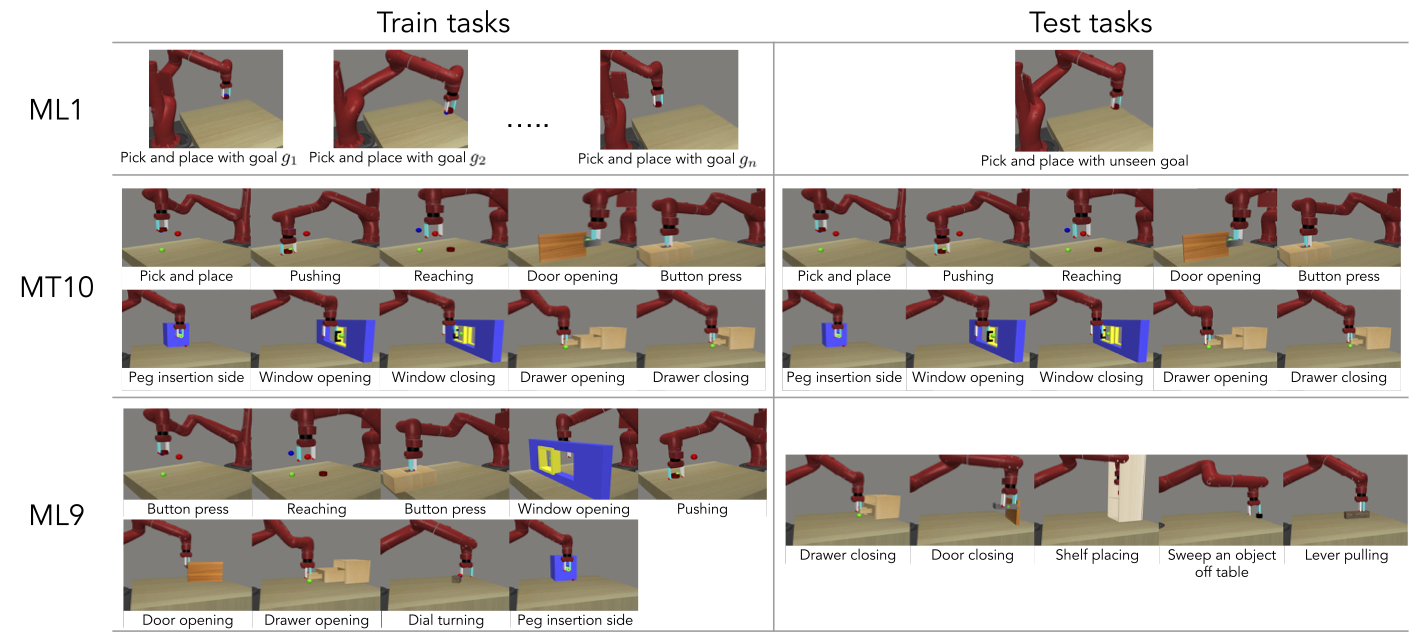 Train tasks
Test tasks
ML1
.....
Pick and place with goal g1
Pick and place with goal g2
Pick and place with goal gn
Pick and place with unseen goal
MT10
Pick and place
Pushing
Reaching
Door opening
Button press
Pick and place
Pushing
Reaching
Door opening
Button press
Peg insertion side
Window opening
Window closing
Drawer opening
Drawer closing
Peg insertion side
Window opening
Window closing
Drawer opening
Drawer closing
ML9
Button press
Reaching
Button press
Window opening
Pushing
Door opening
Drawer opening
Dial turning
Peg insertion side
Drawer closing
Door closing
Shelf placing
Sweep an object
off table
Lever pulling